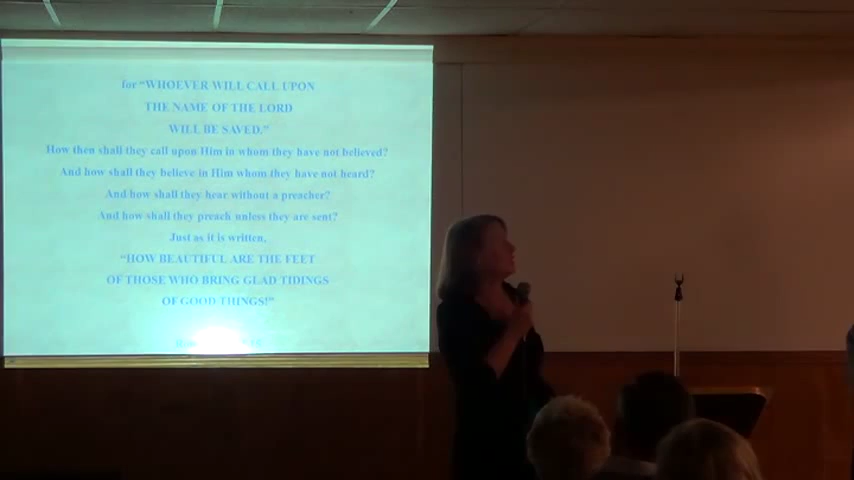 for “WHOEVER WILL CALL UPON
THE NAME OF THE LORD
WILL BE SAVED.”
How then shall they call upon Him in whom they have not believed?
And how shall they believe in Him whom they have not heard?
And how shall they hear without a preacher?
And how shall they preach unless they are sent?
Just as it is written,
“HOW BEAUTIFUL ARE THE FEET
OF THOSE WHO BRING GLAD TIDINGS
OF GOOD THINGS!”